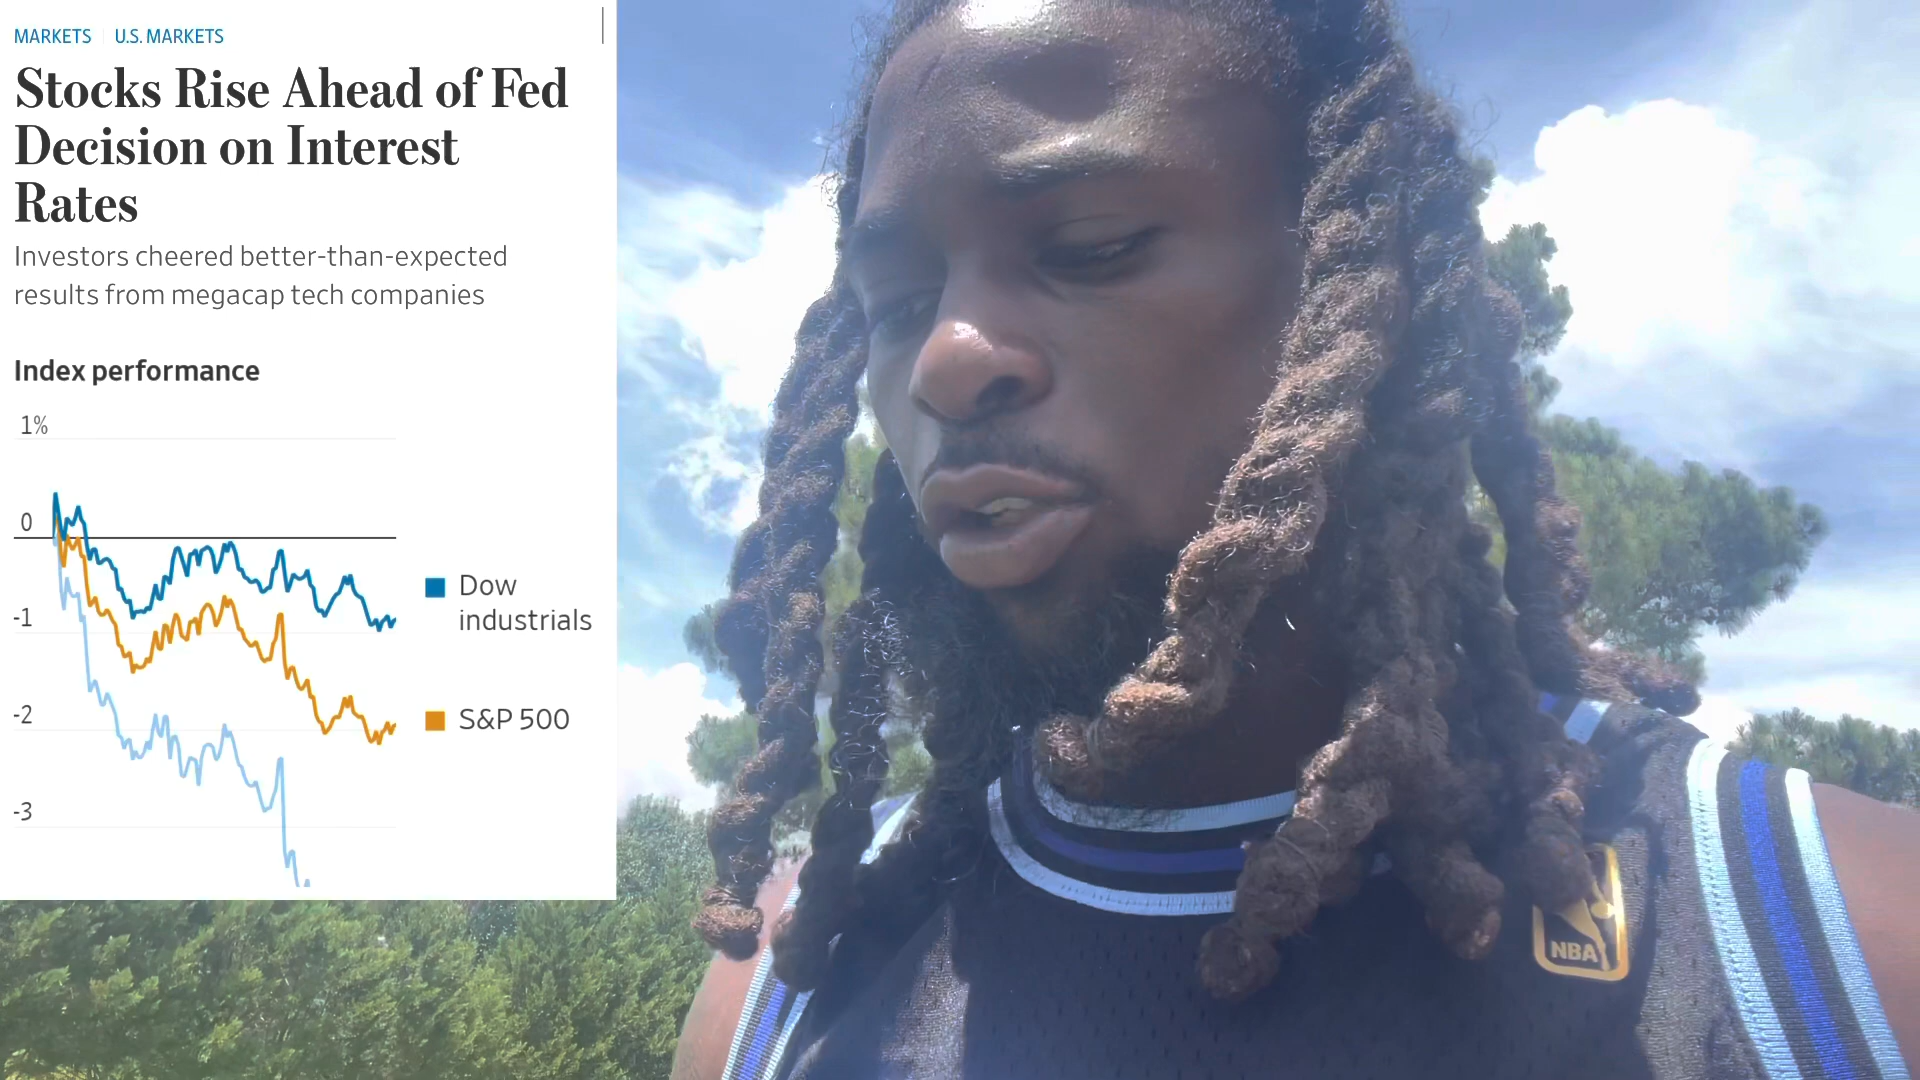 MARKETS U.S. MARKETS
Stocks Rise Ahead of Fed
Decision on Interest
Rates
Investors cheered better-than-expected
results from megacap tech companies
Index performance
1%
0
-1
-2
-3
Dow
industrials
S&P 500
NBA